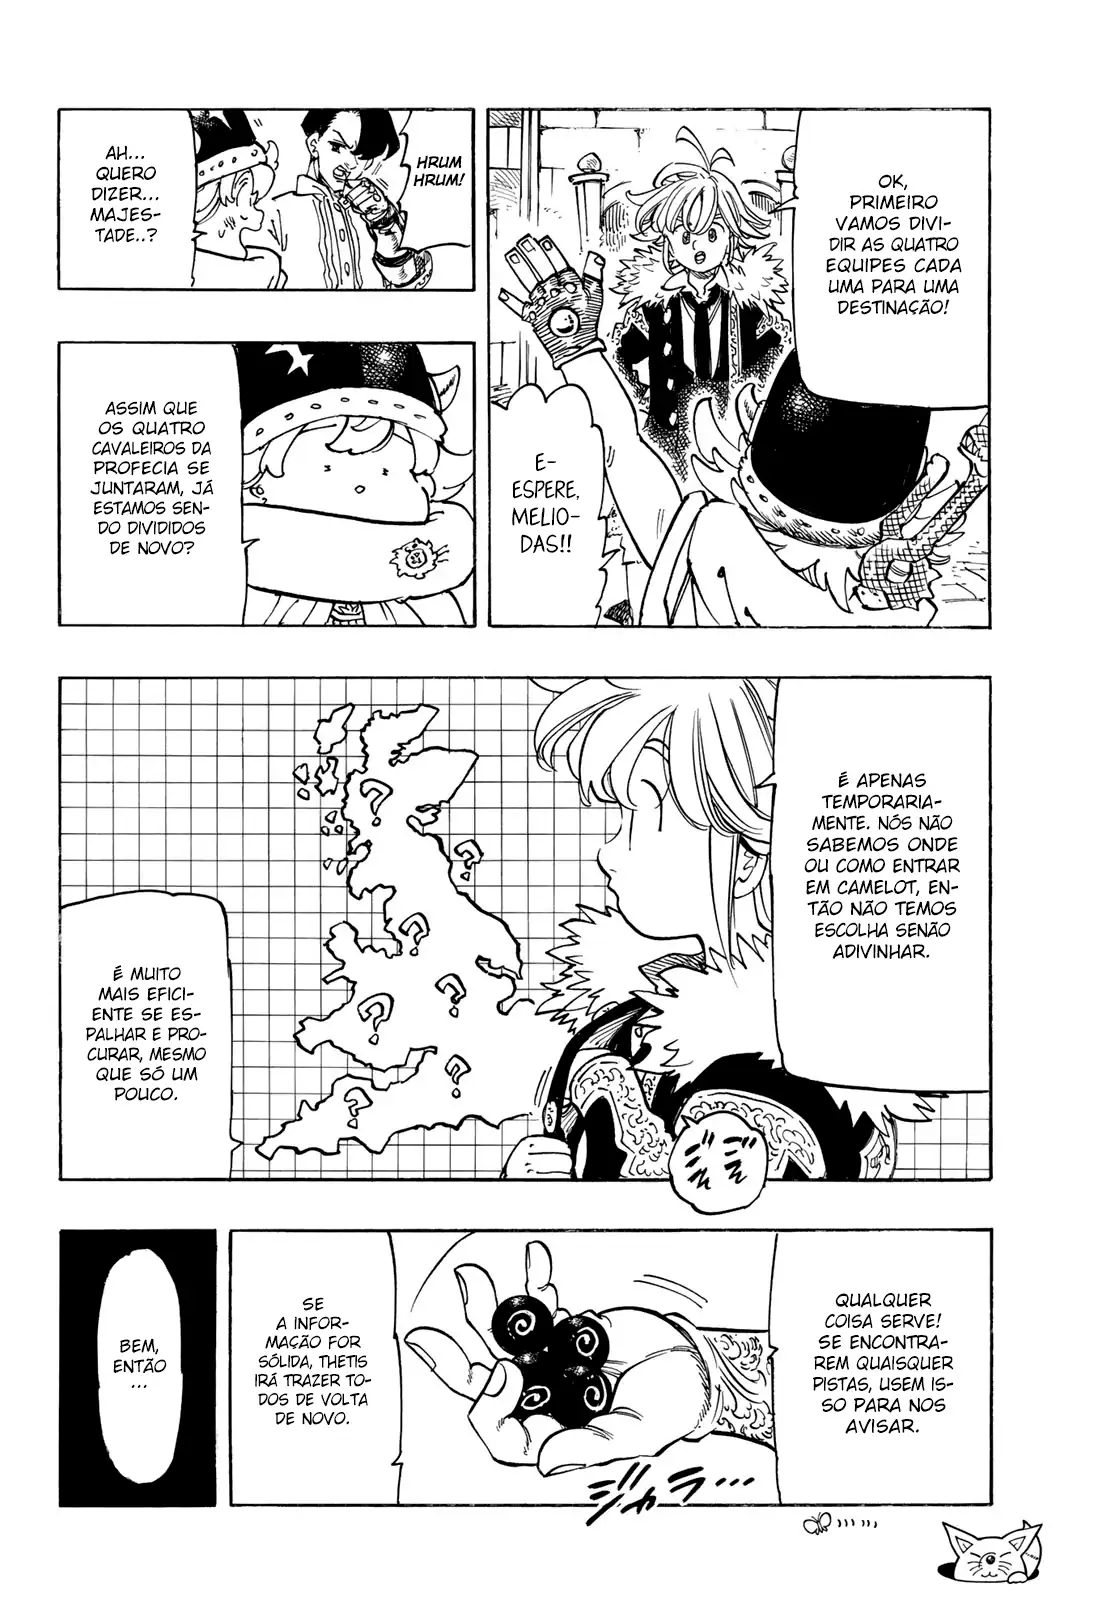 OK,
PRIMEIRO
VAMOS DIVI-
DIR AS QUATRO
EQUIPES CADA
UMA PARA UMA
DESTINAÇÃO!
E-
ESPERE,
MELIO-
DAS!!
HRUM
HRUM!
AH...
QUERO
DIZER...
MAJES-
TADE..?
ASSIM QUE
OS QUATRO
CAVALEIROS DA
PROFECIA SE
JUNTARAM, JÁ
ESTAMOS SEN-
DO DIVIDIDOS
DE NOVO?
É APENAS
TEMPORARIA-
MENTE. NÓS NÃO
SABEMOS ONDE
OU COMO ENTRAR
EM CAMELOT, EN-
TÃO NÃO TEMOS
ESCOLHA SENÃO
ADIVINHAR.
?
?
?
?
?
?
?
É MUITO
MAIS EFICI-
ENTE SE ES-
PALHAR E PRO-
CURAR, MESMO
QUE SÓ UM
POUCO.
ピピ
QUALQUER
COISA SERVE!
SE ENCONTRA-
REM QUAISQUER
PISTAS, USEM IS-
SO PARA NOS
AVISAR.
ジャラ…
SE
A INFOR-
MAÇÃO FOR
SÓLIDA, THETIS
IRÁ TRAZER TO-
DOS DE VOLTA
DE NOVO.
BEM,
ENTÃO
...